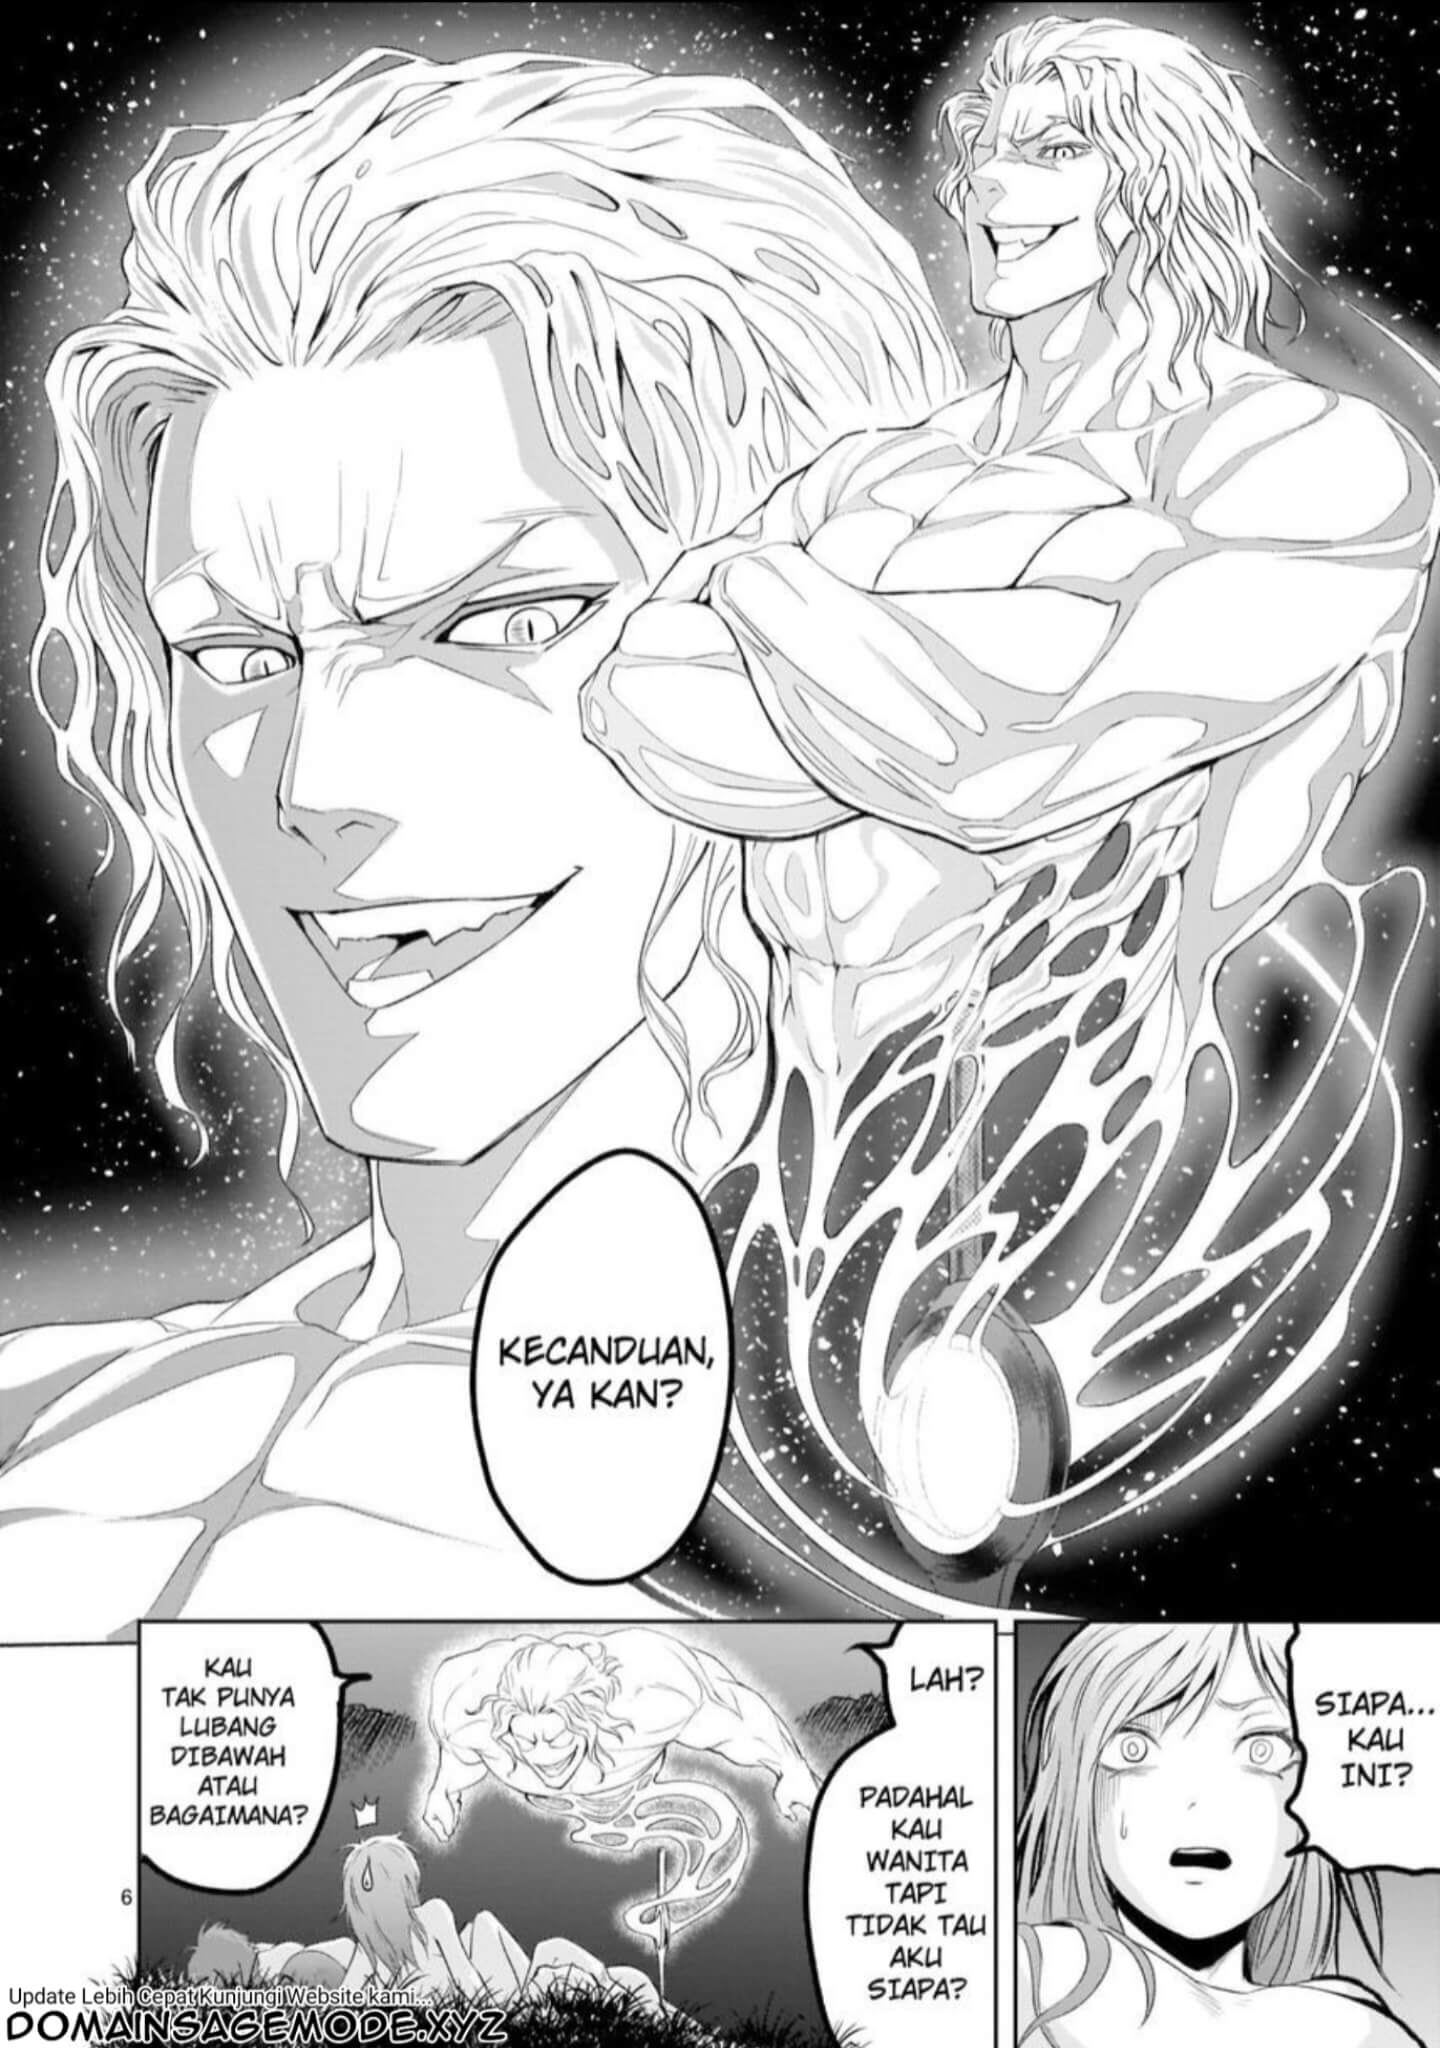 KECANDUAN,
YA KAN?
SIAPA...
KAU
INI?
LAH?
PADAHAL
KAU
WANITA
TAPI
TIDAK TAU
AKU
SIAPA?
KAU
TAK PUNYA
LUBANG
DIBAWAH
ATAU
BAGAIMANA?
6
Update Lebih Cepat Kunjungi Website kami...
DOMAINSAGEMODE.XYZ